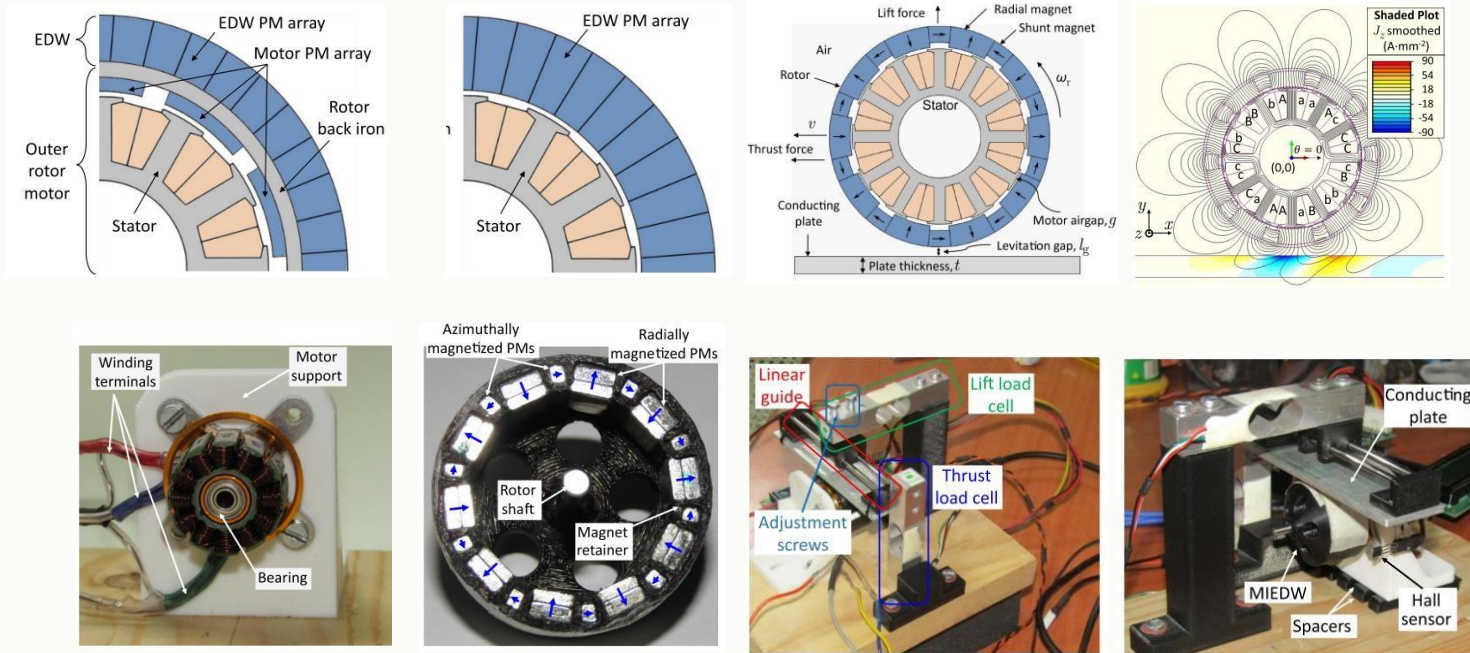 EDW
EDW PM array
Motor PM array
Outer
rotor
motor
Rotor
back iron
Stator
EDW PM array
Stator
Lift force
Radial magnet
Shunt magnet
Air
Rotor
ωr
Stator
v
Thrust force
Conducting
plate
Motor airgap, g
Levitation gap, lg
Plate thickness, t
Shaded Plot
Jz smoothed
(A·mm-2)
90
54
18
-18
-54
-90
θ = 0
(0,0)
y
z
x
Winding
terminals
Motor
support
Bearing
Azimuthally
magnetized PMs
Radially
magnetized PMs
Rotor
shaft
Magnet
retainer
Linear
guide
Lift load
cell
Thrust
load cell
Adjustment
screws
Conducting
plate
MIEDW
Spacers
Hall
sensor